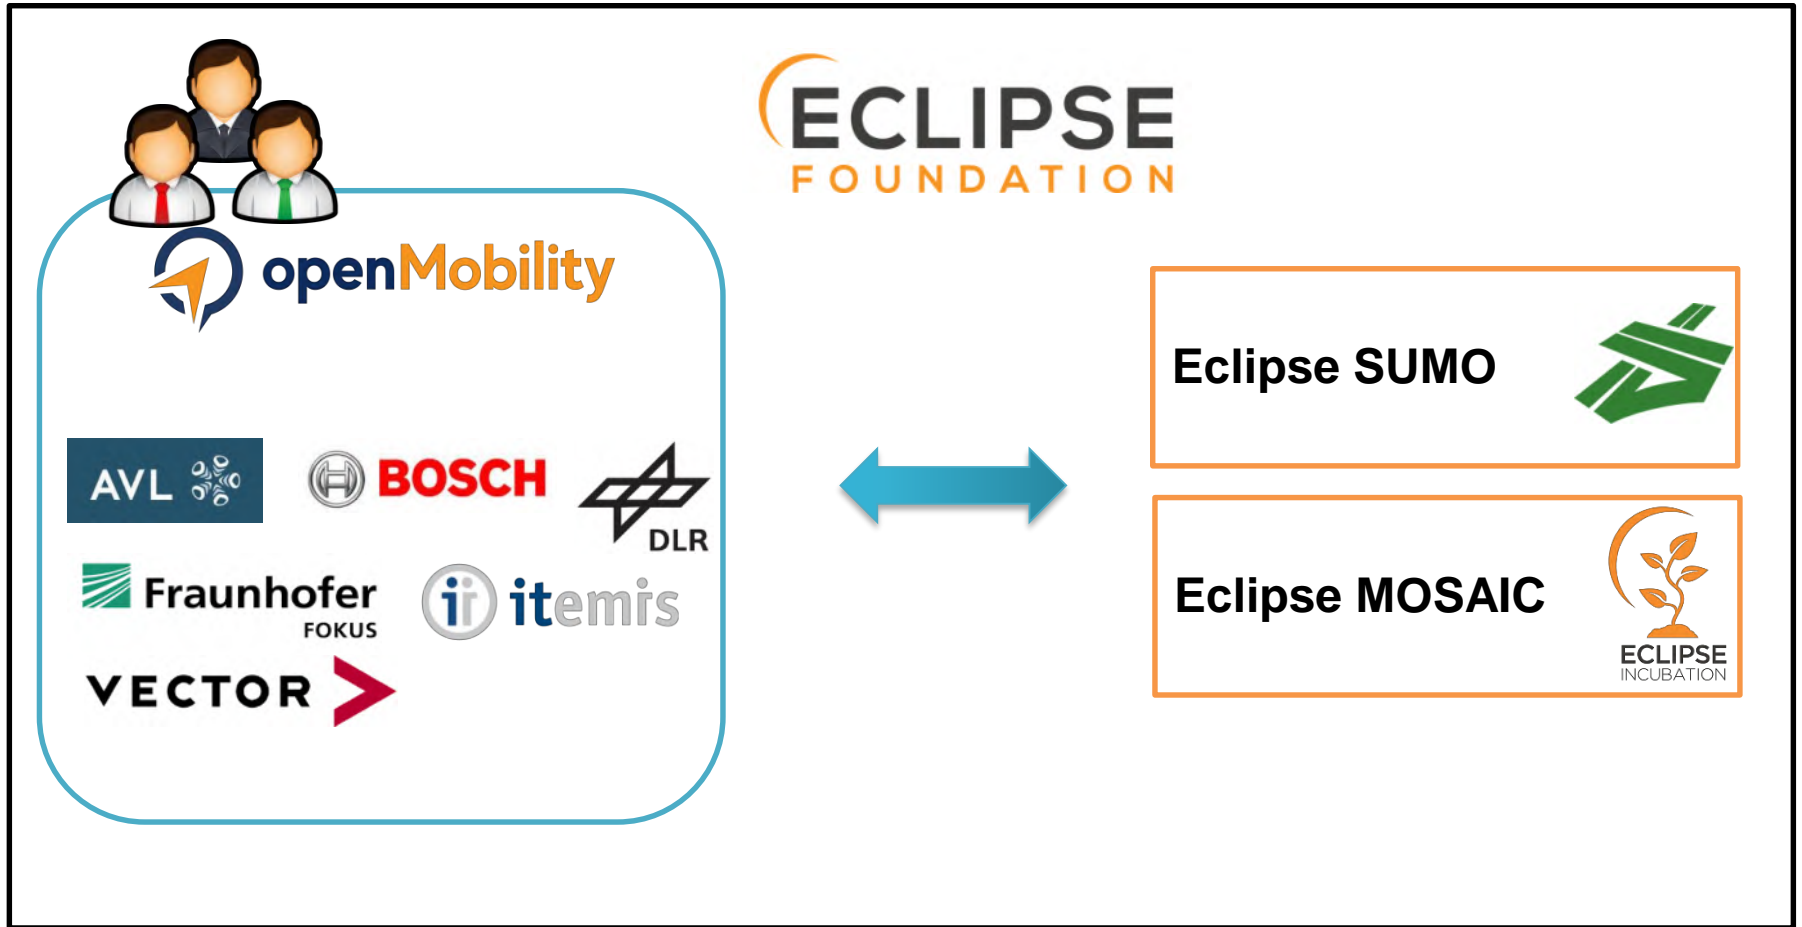 ECLIPSE
FOUNDATION
openMobility
AVL
BOSCH
DLR
Fraunhofer
FOKUS
itemis
VECTOR
Eclipse SUMO
Eclipse MOSAIC
ECLIPSE
INCUBATION